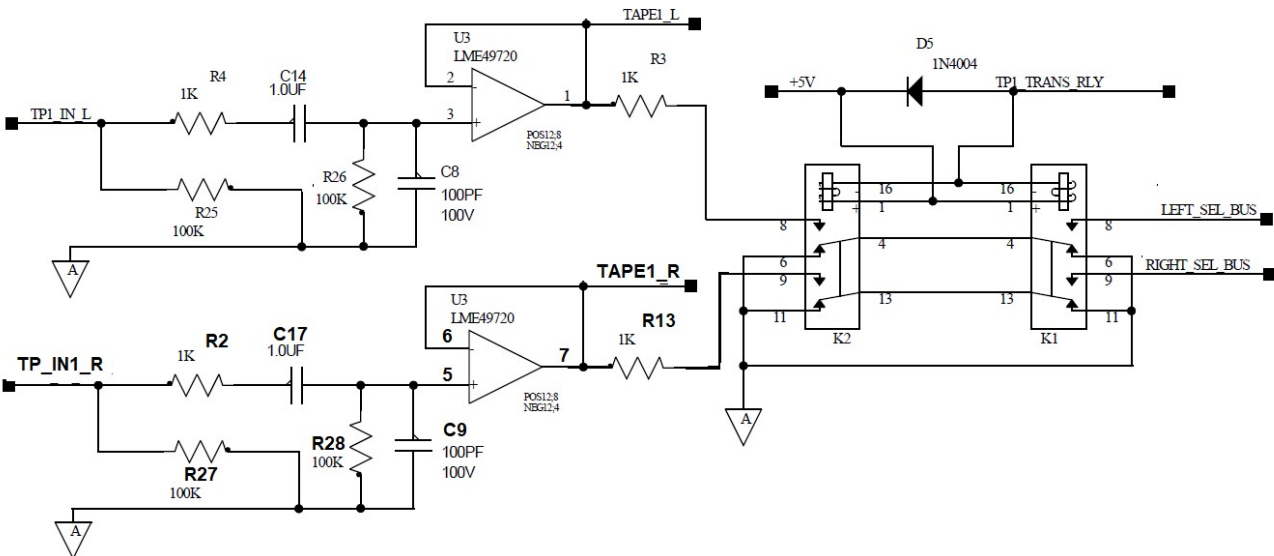 TAPE1_L
U3
LME49720
R3
1K
D5
1N4004
+5V
TP1_TRANS_RLY
R4
1K
C14
1.0UF
2
-
1
3
+
TP1_IN_L
POS12;8
NEG12;4
R26
100K
C8
100PF
100V
R25
100K
A
16
1
16
1
-
+
-
+
8
8
LEFT_SEL_BUS
4
4
6
6
9
9
RIGHT_SEL_BUS
13
13
11
11
K2
K1
TAPE1_R
U3
LME49720
R13
1K
R2
1K
C17
1.0UF
6
-
7
5
+
TP_IN1_R
POS12;8
NEG12;4
R28
100K
C9
100PF
100V
R27
100K
A
A